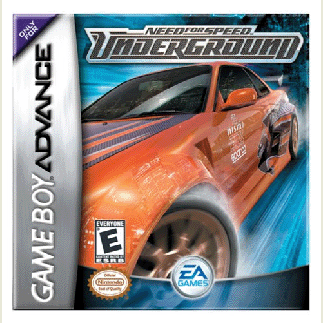 ONLY
FOR
GAME BOY ADVANCE
NEED FOR SPEED
UNDERGROUND
EVERYONE
E
ESRB
Official
Nintendo
Seal of Quality
EA
GAMES